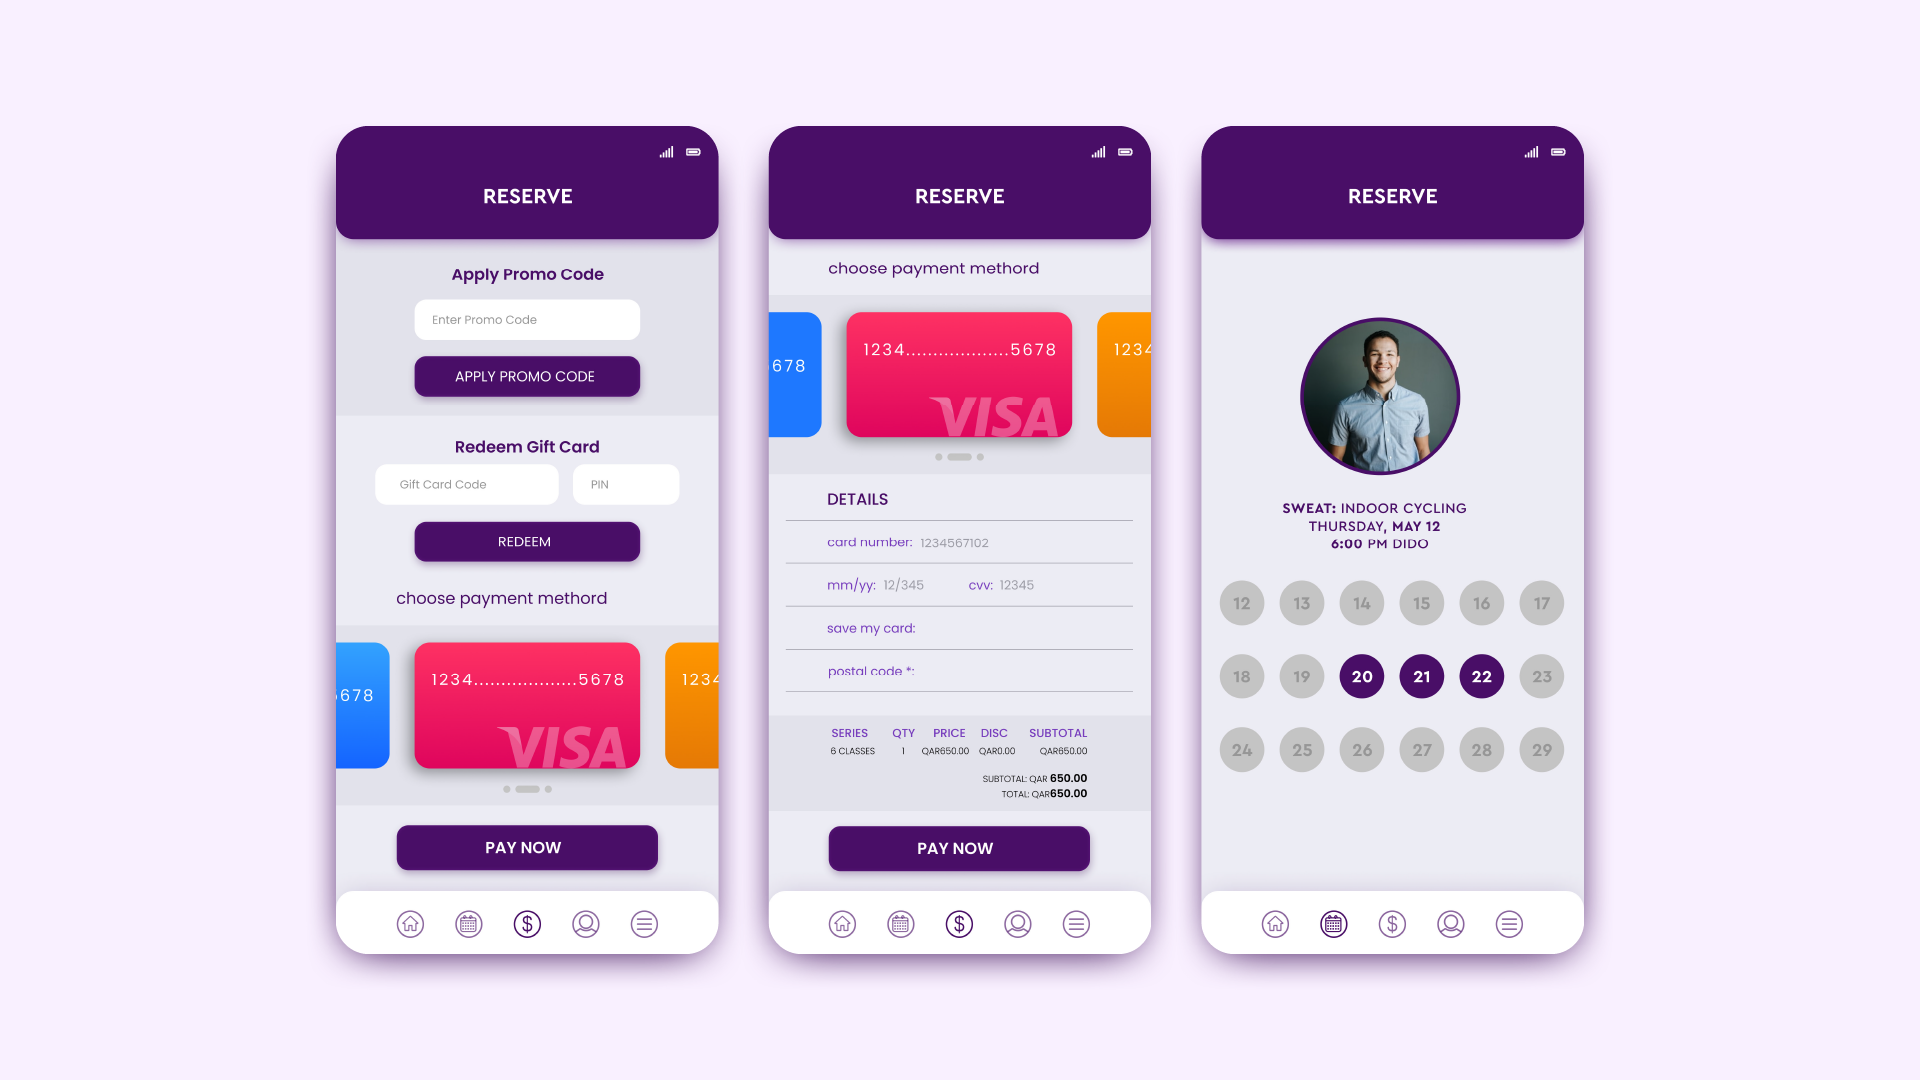 RESERVE
Apply Promo Code
Enter Promo Code
APPLY PROMO CODE
Redeem Gift Card
Gift Card Code PIN
REDEEM
choose payment methord
5678 1234...................5678 1234
VISA
PAY NOW
$
RESERVE
choose payment methord
678 1234...................5678 1234
VISA
DETAILS
card number: 1234567102
mm/yy: 12/345 cvv: 12345
save my card:
postal code *:
SERIES QTY PRICE DISC SUBTOTAL
6 CLASSES 1 QAR650.00 QAR0.00 QAR650.00
SUBTOTAL: QAR 650.00
TOTAL: QAR650.00
PAY NOW
$
RESERVE
SWEAT: INDOOR CYCLING
THURSDAY, MAY 12
6:00 PM DIDO
12 13 14 15 16 17
18 19 20 21 22 23
24 25 26 27 28 29
$